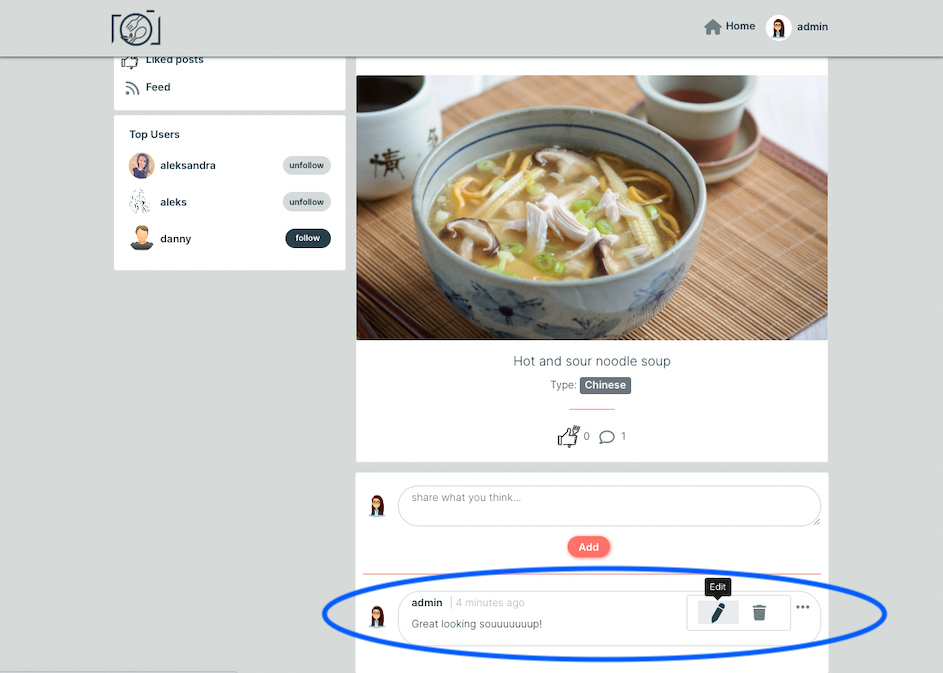 Home admin
Liked posts
Feed
Top Users
aleksandra unfollow
aleks unfollow
danny follow
Hot and sour noodle soup
Type: Chinese
0 1
share what you think...
Add
Edit
admin 4 minutes ago
Great looking souuuuuuup!